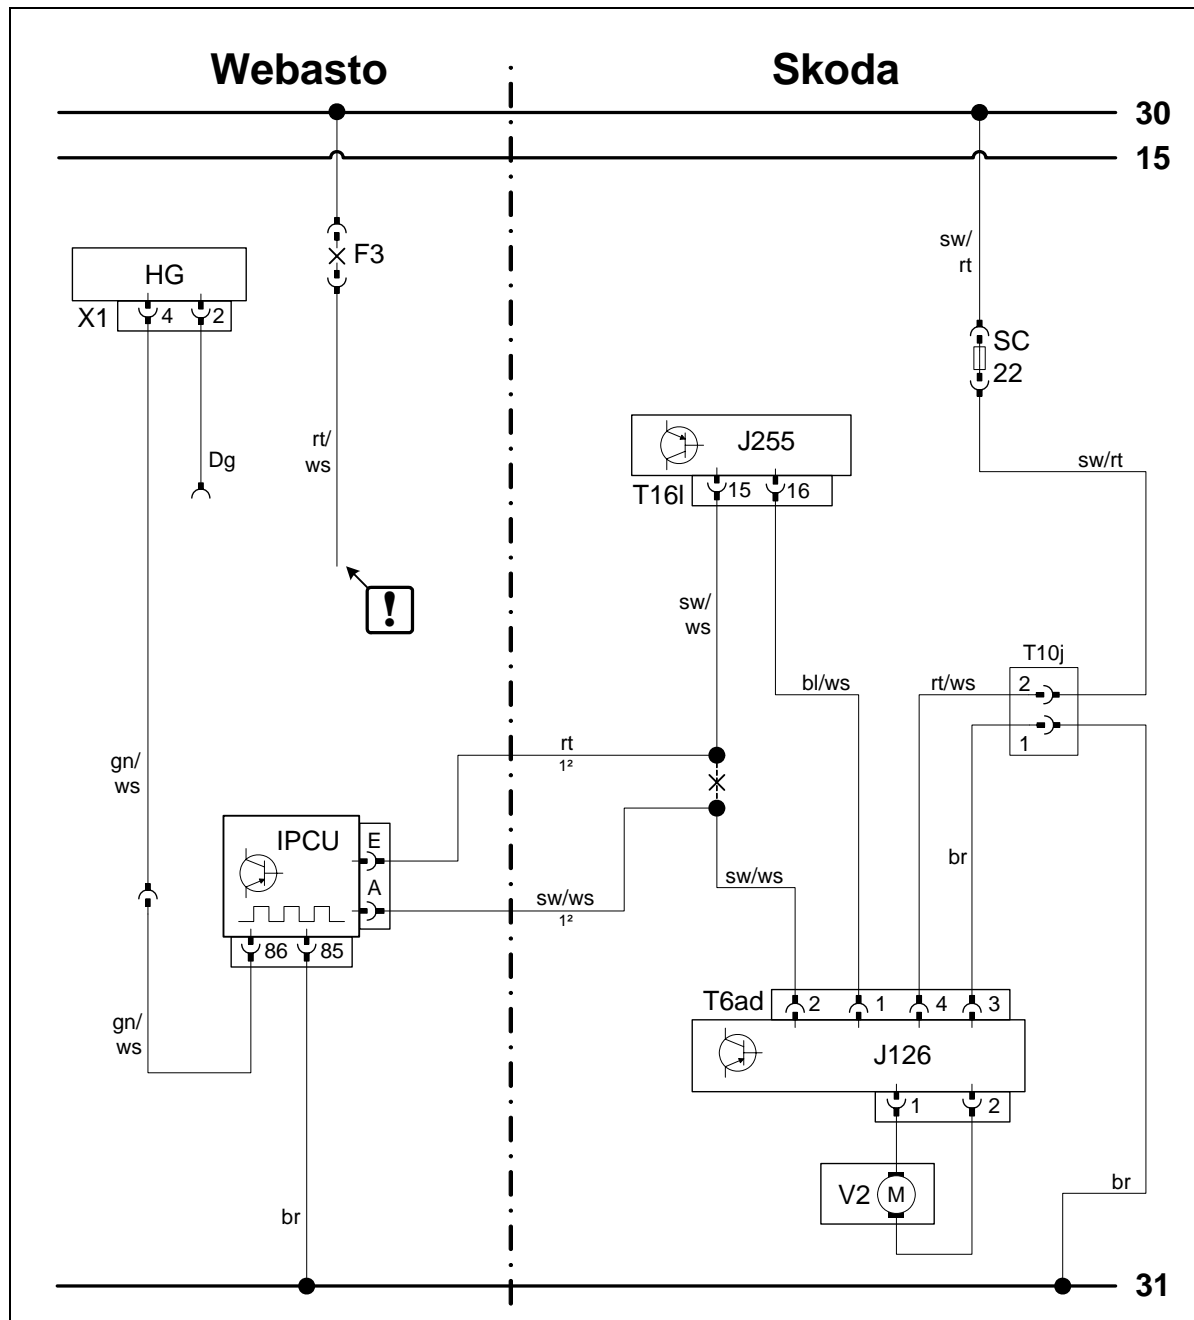 Webasto
Skoda
30
15
F3
HG
X1
4
2
Dg
rt/
ws
!
sw/
rt
SC
22
sw/rt
J255
T16l
15
16
sw/
ws
bl/ws
rt/ws
T10j
2
1
rt
1²
gn/
ws
IPCU
E
A
br
sw/ws
1²
sw/ws
86
85
gn/
ws
T6ad
2
1
4
3
J126
1
2
V2
M
br
br
31